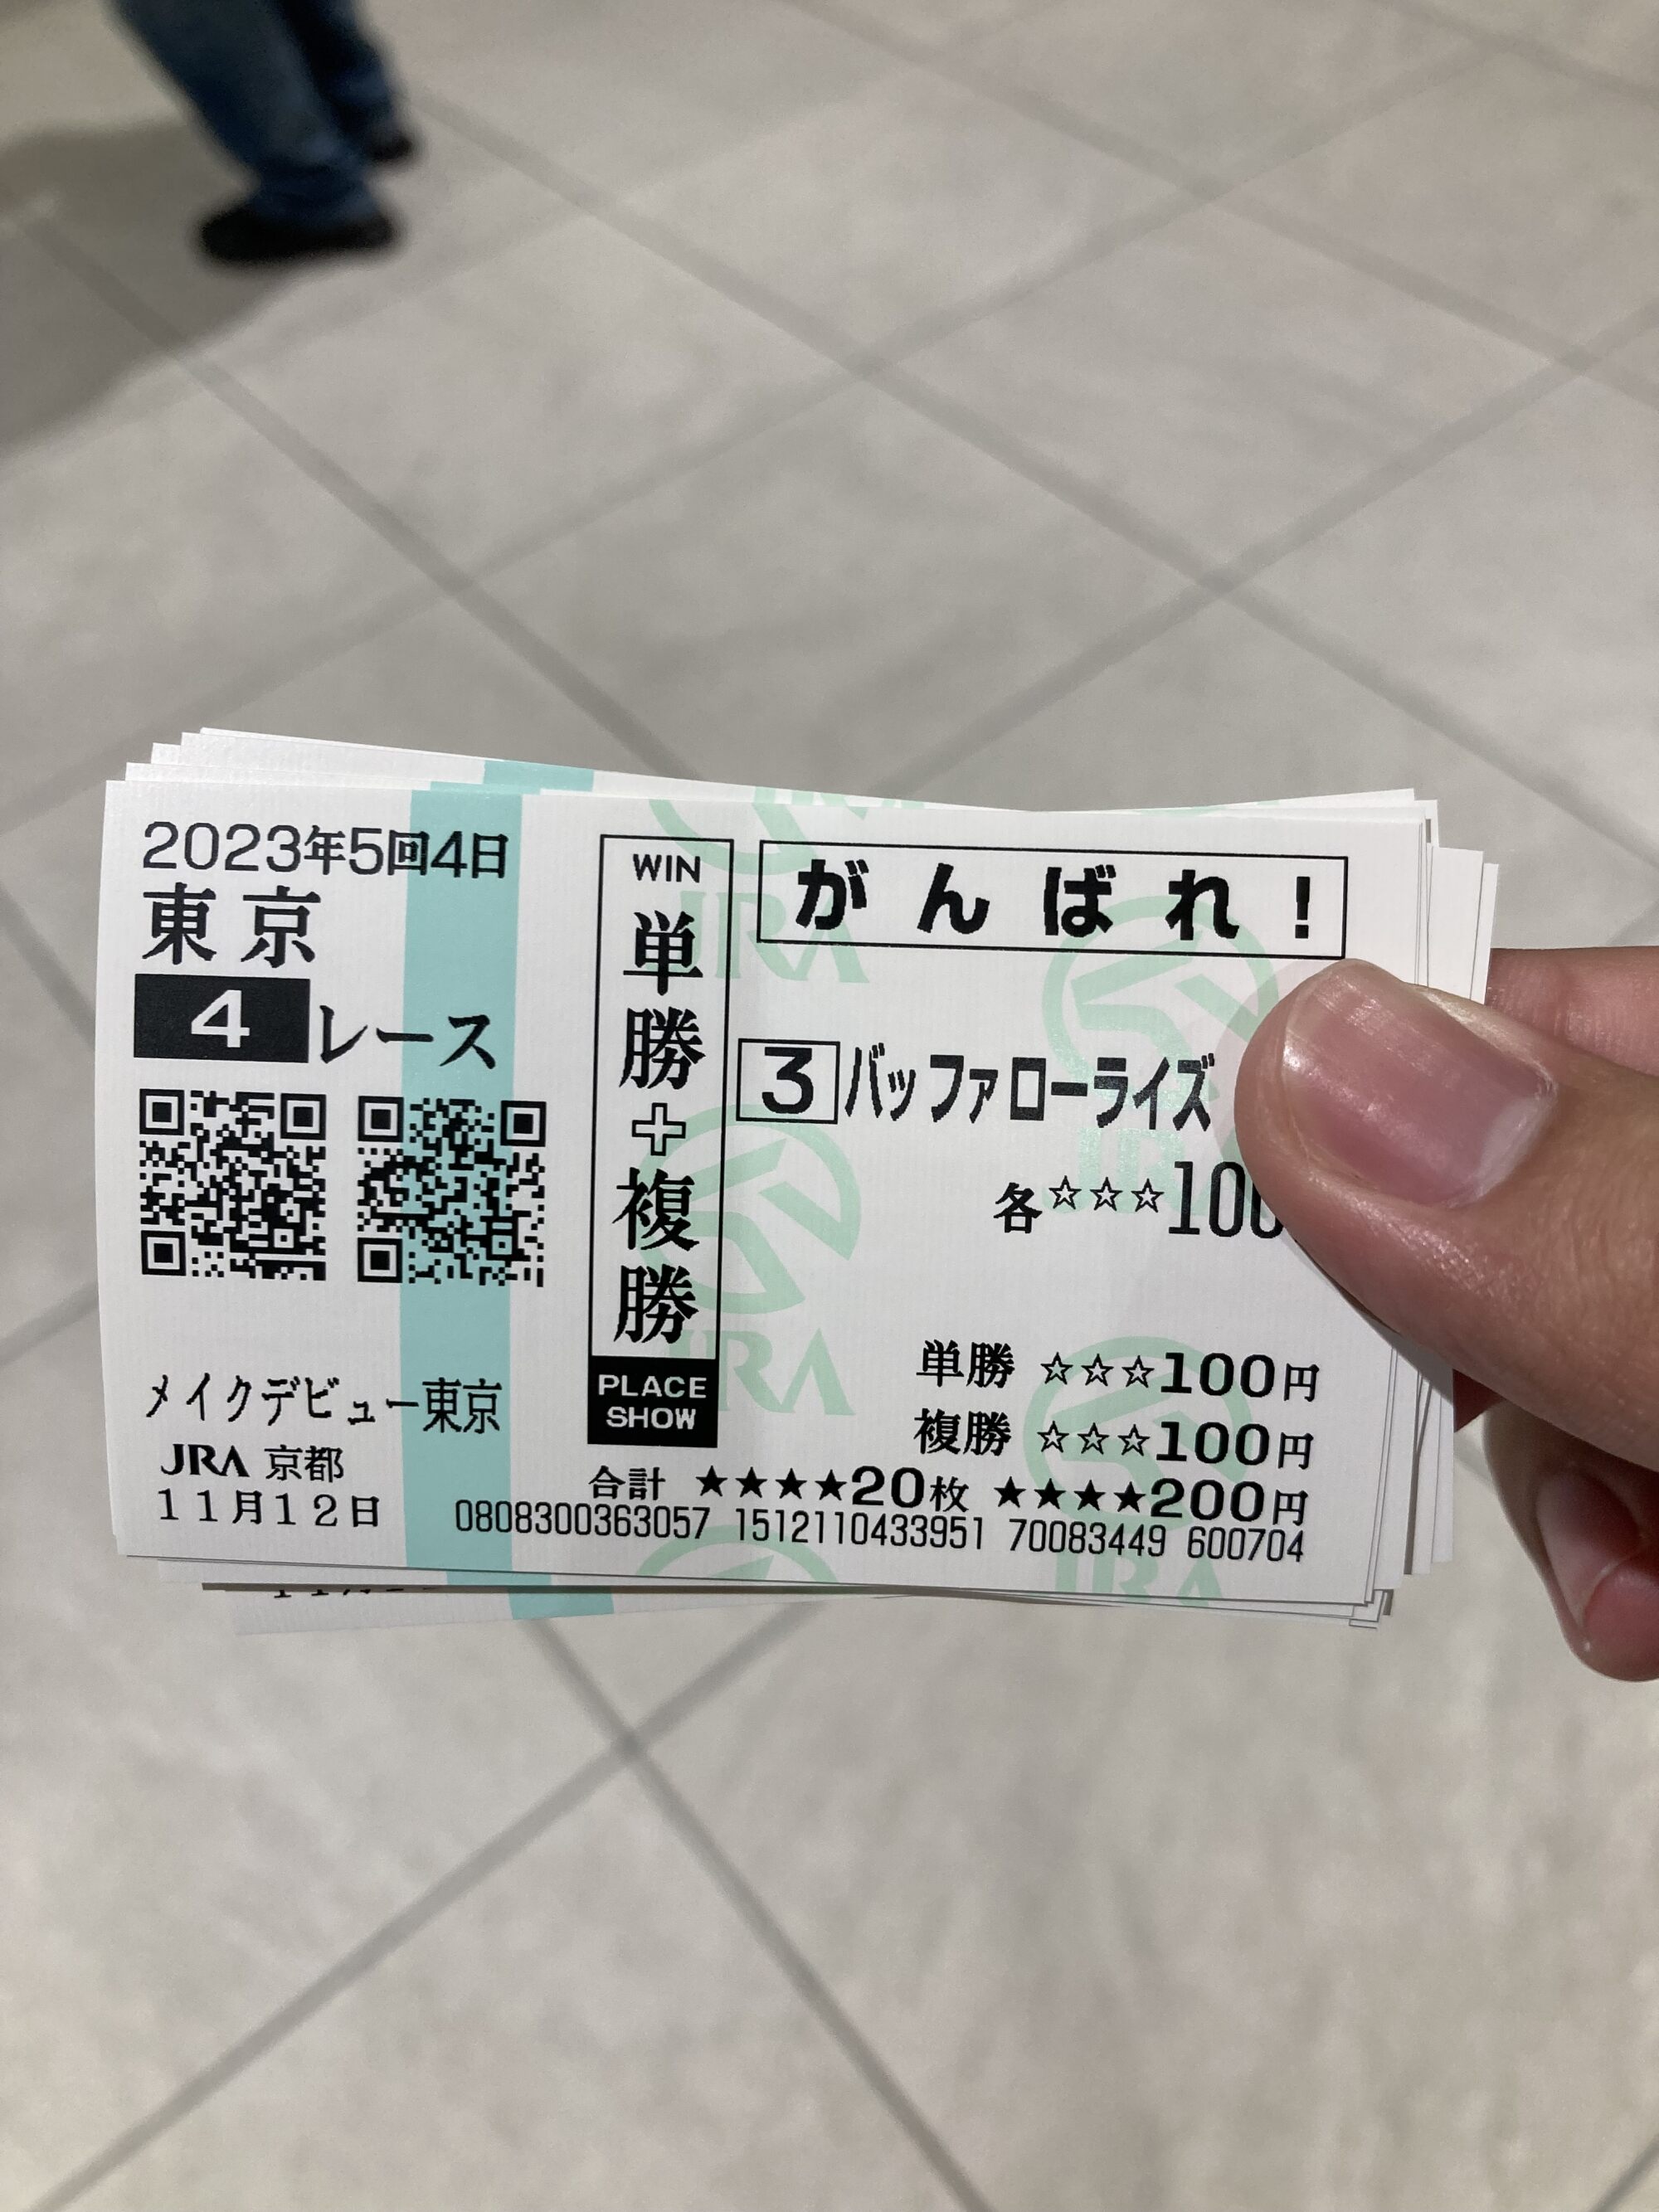 2023年5回4日
東京
4レース
メイクデビュー東京
JRA 京都
11月12日
WIN
単勝+複勝
PLACE
SHOW
がんばれ!
3 バッファローライズ
各☆☆☆100
単勝 ☆☆☆100円
複勝 ☆☆☆100円
合計 ★★★★20枚 ★★★★200円
0808300363057 1512110433951 70083449 600704
JRA
JRA
JRA